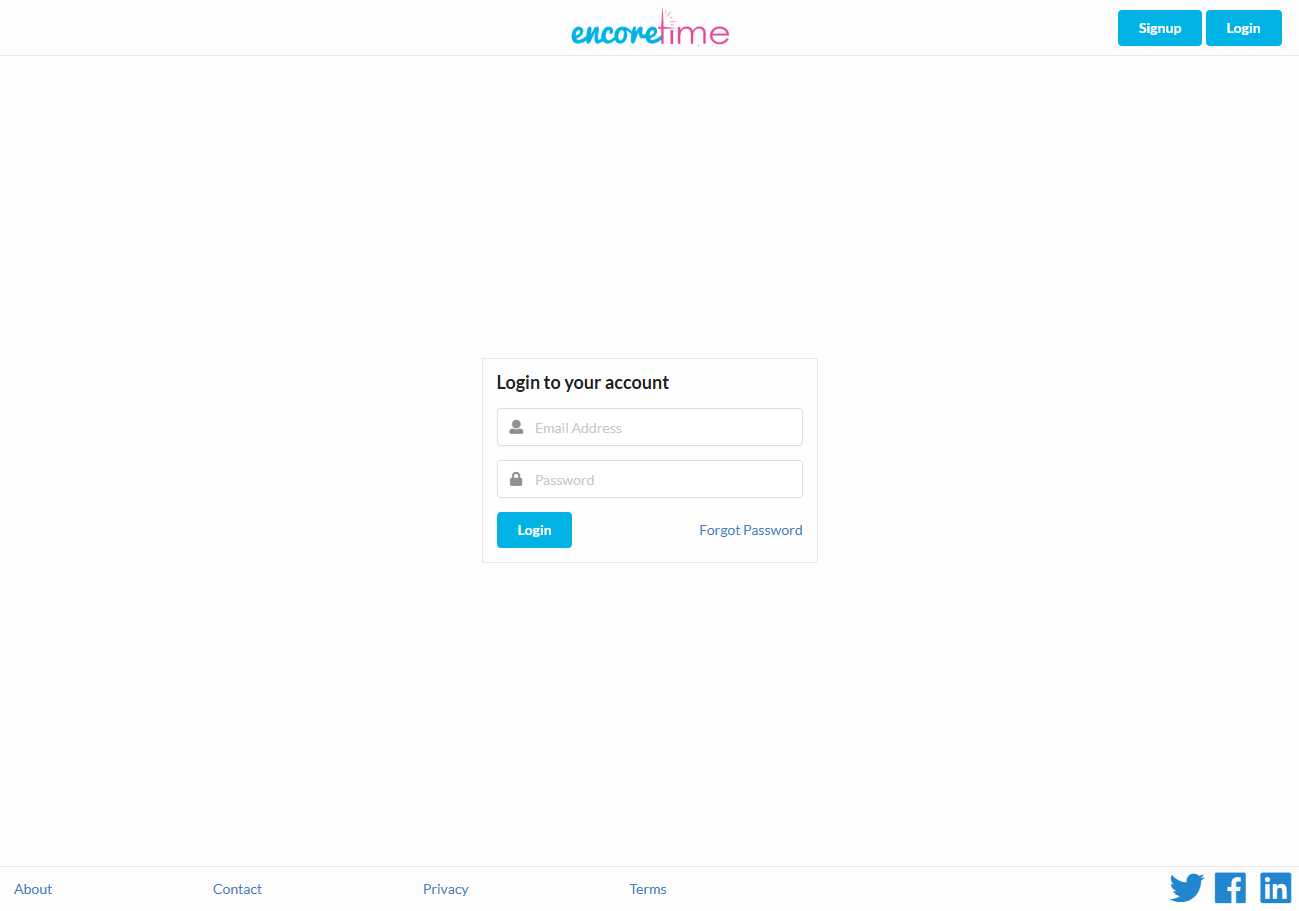 encoretime
Signup
Login
Login to your account
Email Address
Password
Login
Forgot Password
About
Contact
Privacy
Terms